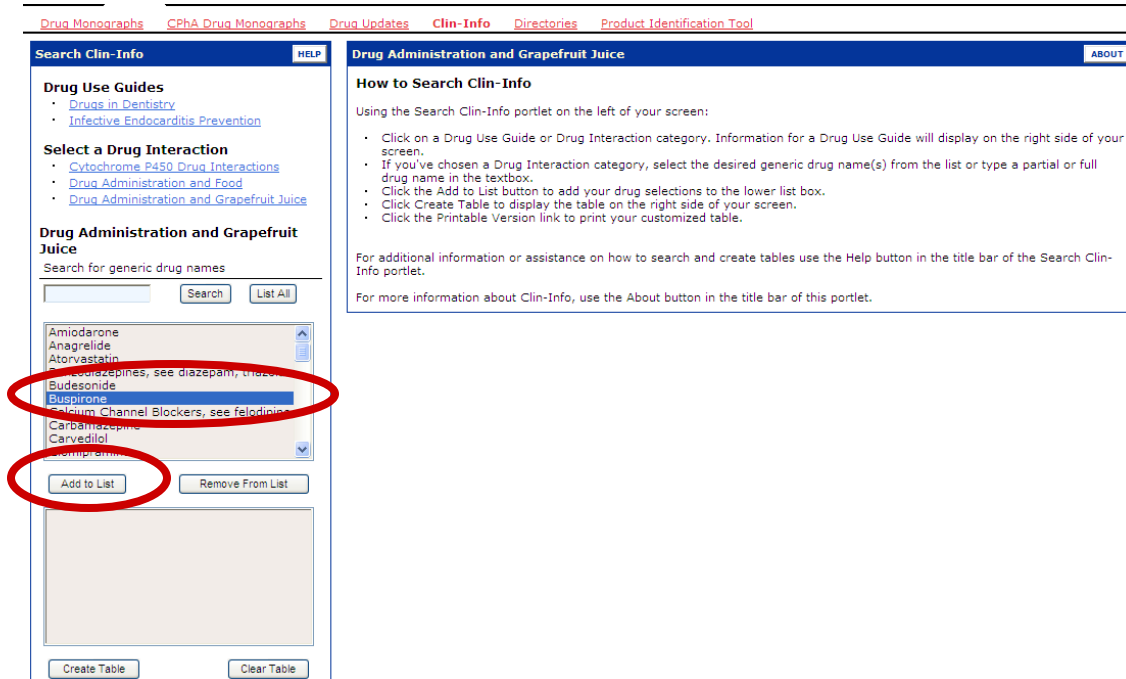 Drug Monographs CPhA Drug Monographs Drug Updates Clin-Info Directories Product Identification Tool
Search Clin-Info HELP
Drug Use Guides
· Drugs in Dentistry
· Infective Endocarditis Prevention
Select a Drug Interaction
· Cytochrome P450 Drug Interactions
· Drug Administration and Food
· Drug Administration and Grapefruit Juice
Drug Administration and Grapefruit
Juice
Search for generic drug names
Search List All
Amiodarone
Anagrelide
Atorvastatin
Benzodiazepines, see diazepam, triazola
Budesonide
Buspirone
Calcium Channel Blockers, see felodipine
Carbamazepine
Carvedilol
Clomipramine
Add to List Remove From List
Create Table Clear Table
Drug Administration and Grapefruit Juice ABOUT
How to Search Clin-Info
Using the Search Clin-Info portlet on the left of your screen:
· Click on a Drug Use Guide or Drug Interaction category. Information for a Drug Use Guide will display on the right side of your
screen.
· If you've chosen a Drug Interaction category, select the desired generic drug name(s) from the list or type a partial or full
drug name in the textbox.
· Click the Add to List button to add your drug selections to the lower list box.
· Click Create Table to display the table on the right side of your screen.
· Click the Printable Version link to print your customized table.
For additional information or assistance on how to search and create tables use the Help button in the title bar of the Search Clin-
Info portlet.
For more information about Clin-Info, use the About button in the title bar of this portlet.